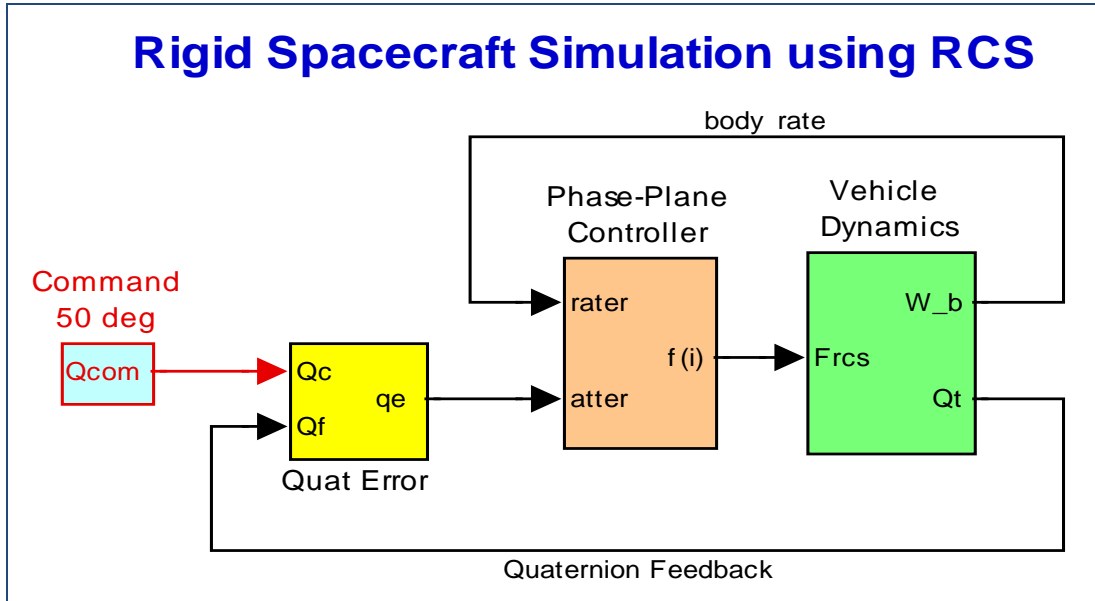 Rigid Spacecraft Simulation using RCS
body rate
Phase-Plane
Controller
Vehicle
Dynamics
Command
50 deg
Qcom
Qc
Qf
qe
Quat Error
rater
atter
f(i)
Frcs
W_b
Qt
Quaternion Feedback